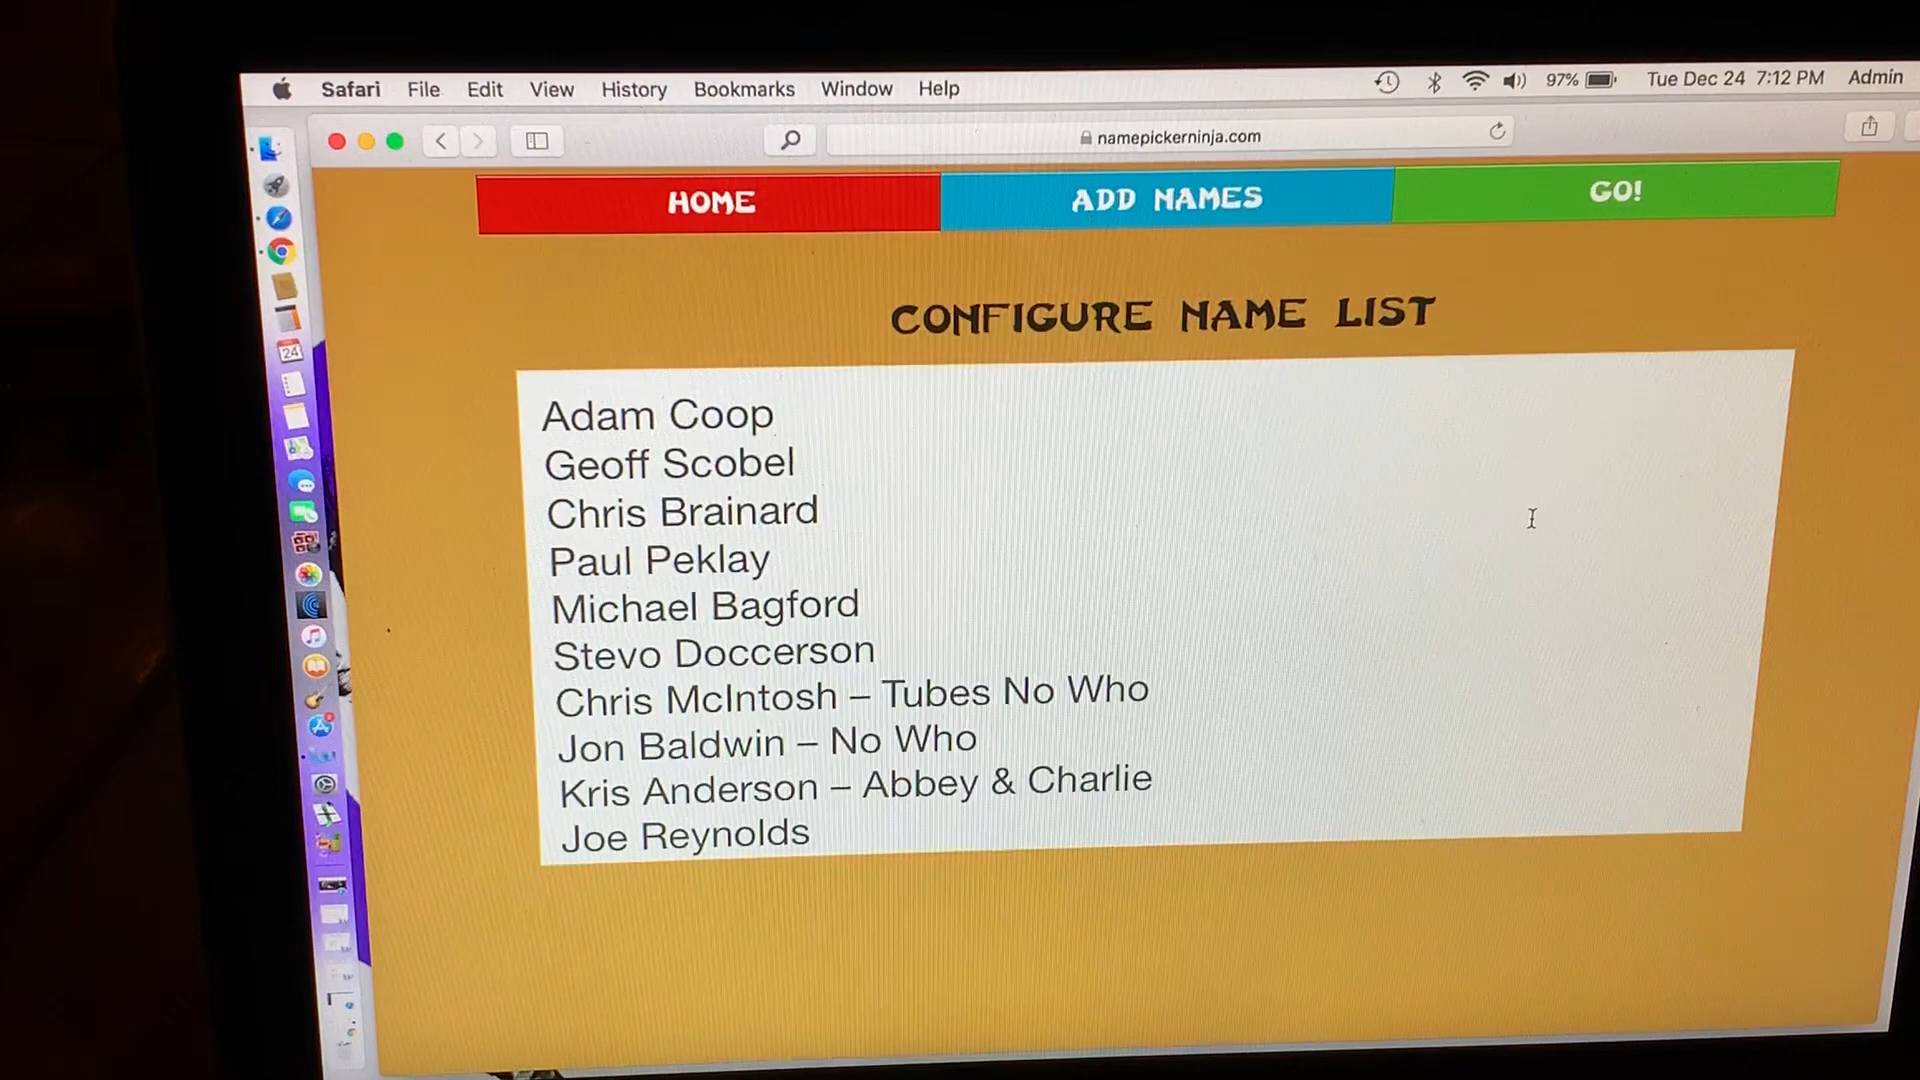 Safari File Edit View History Bookmarks Window Help 97% Tue Dec 24 7:12 PM Admin
namepickerninja.com
HOME ADD NAMES GO!
CONFIGURE NAME LIST
Adam Coop
Geoff Scobel
Chris Brainard
Paul Peklay
Michael Bagford
Stevo Doccerson
Chris McIntosh – Tubes No Who
Jon Baldwin – No Who
Kris Anderson – Abbey & Charlie
Joe Reynolds
24